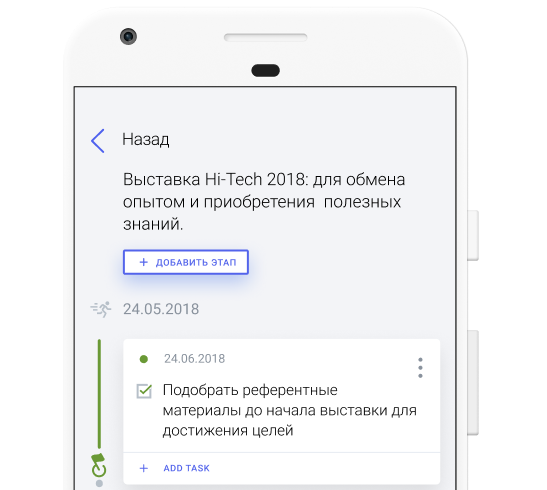 Назад
Выставка Hi-Tech 2018: для обмена
опытом и приобретения полезных
знаний.
+ ДОБАВИТЬ ЭТАП
24.05.2018
24.06.2018
Подобрать референтные
материалы до начала выставки для
достижения целей
+ ADD TASK